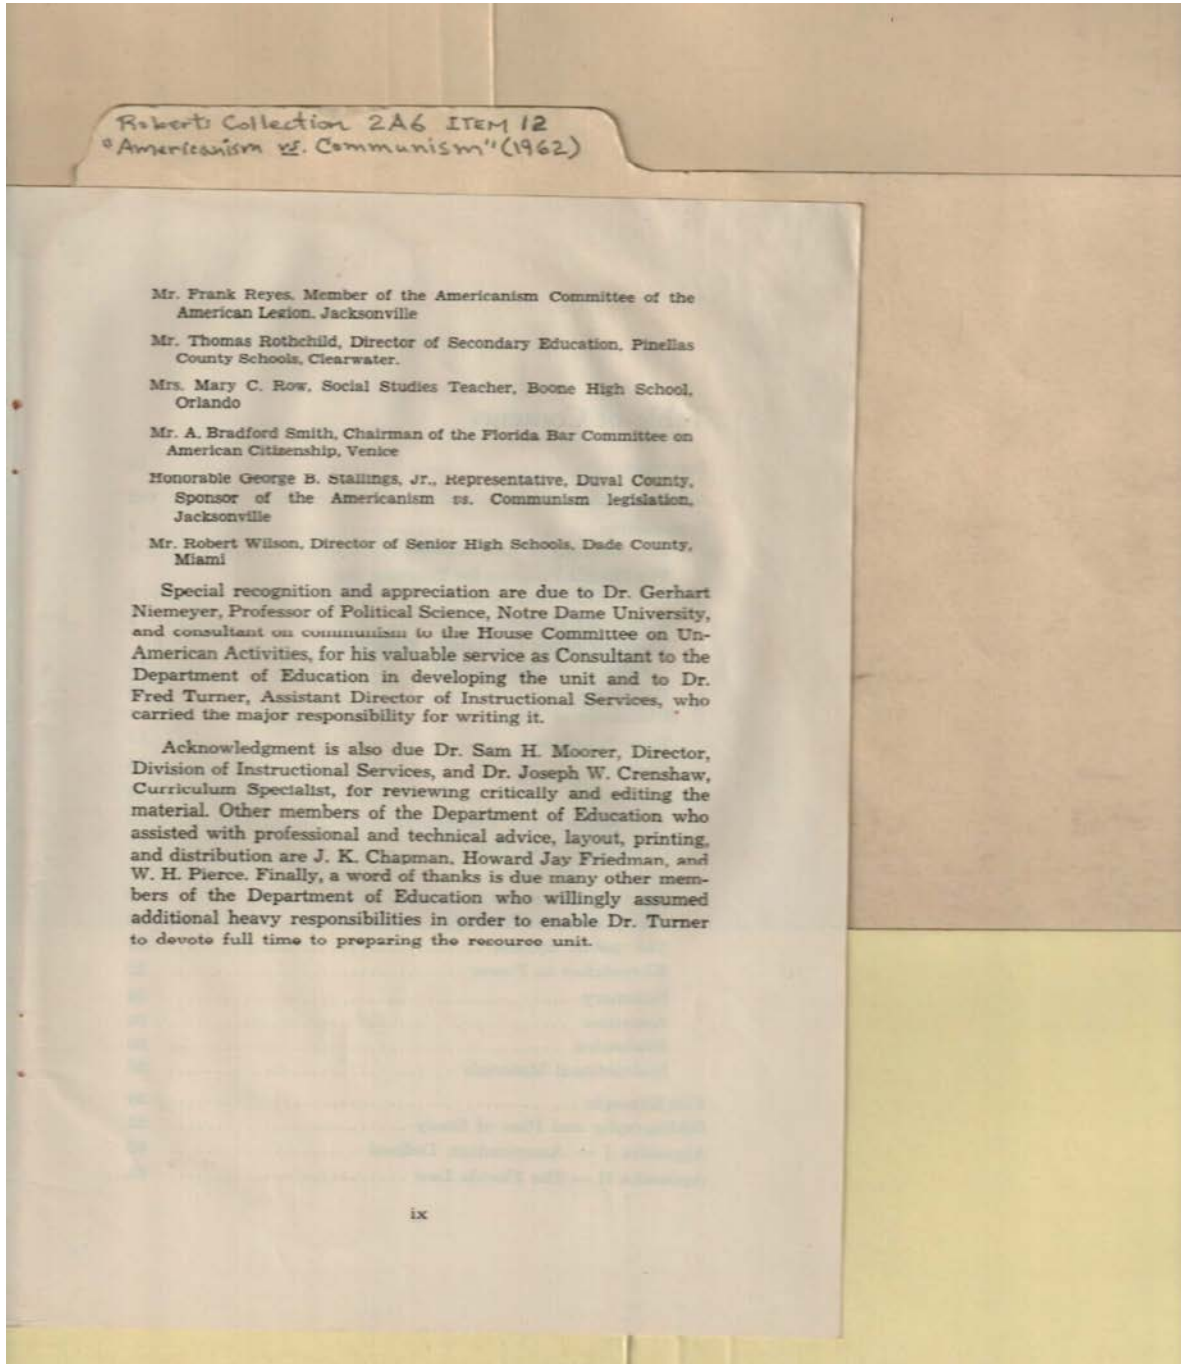 Roberts Collection 2A6 ITEM 12
"Americanism vs. Communism" (1962)
Mr. Frank Reyes, Member of the Americanism Committee of the
American Legion, Jacksonville
Mr. Thomas Rothchild, Director of Secondary Education, Pinellas
County Schools, Clearwater.
Mrs. Mary C. Row, Social Studies Teacher, Boone High School,
Orlando
Mr. A. Bradford Smith, Chairman of the Florida Bar Committee on
American Citizenship, Venice
Honorable George B. Stallings, Jr., Representative, Duval County,
Sponsor of the Americanism vs. Communism legislation,
Jacksonville
Mr. Robert Wilson, Director of Senior High Schools, Dade County,
Miami
Special recognition and appreciation are due to Dr. Gerhart
Niemeyer, Professor of Political Science, Notre Dame University,
and consultant on communism to the House Committee on Un-
American Activities, for his valuable service as Consultant to the
Department of Education in developing the unit and to Dr.
Fred Turner, Assistant Director of Instructional Services, who
carried the major responsibility for writing it.
Acknowledgment is also due Dr. Sam H. Moorer, Director,
Division of Instructional Services, and Dr. Joseph W. Crenshaw,
Curriculum Specialist, for reviewing critically and editing the
material. Other members of the Department of Education who
assisted with professional and technical advice, layout, printing,
and distribution are J. K. Chapman, Howard Jay Friedman, and
W. H. Pierce. Finally, a word of thanks is due many other mem-
bers of the Department of Education who willingly assumed
additional heavy responsibilities in order to enable Dr. Turner
to devote full time to preparing the resource unit.
ix